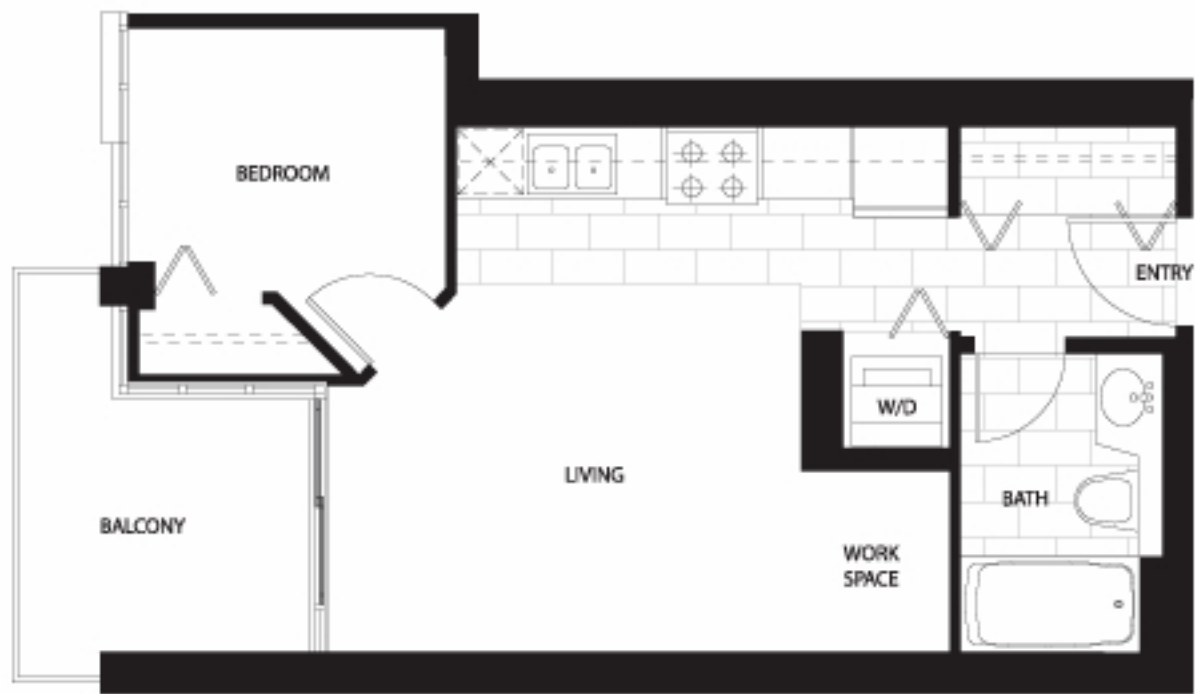 BEDROOM
ENTRY
W/D
LIVING
BATH
BALCONY
WORK
SPACE